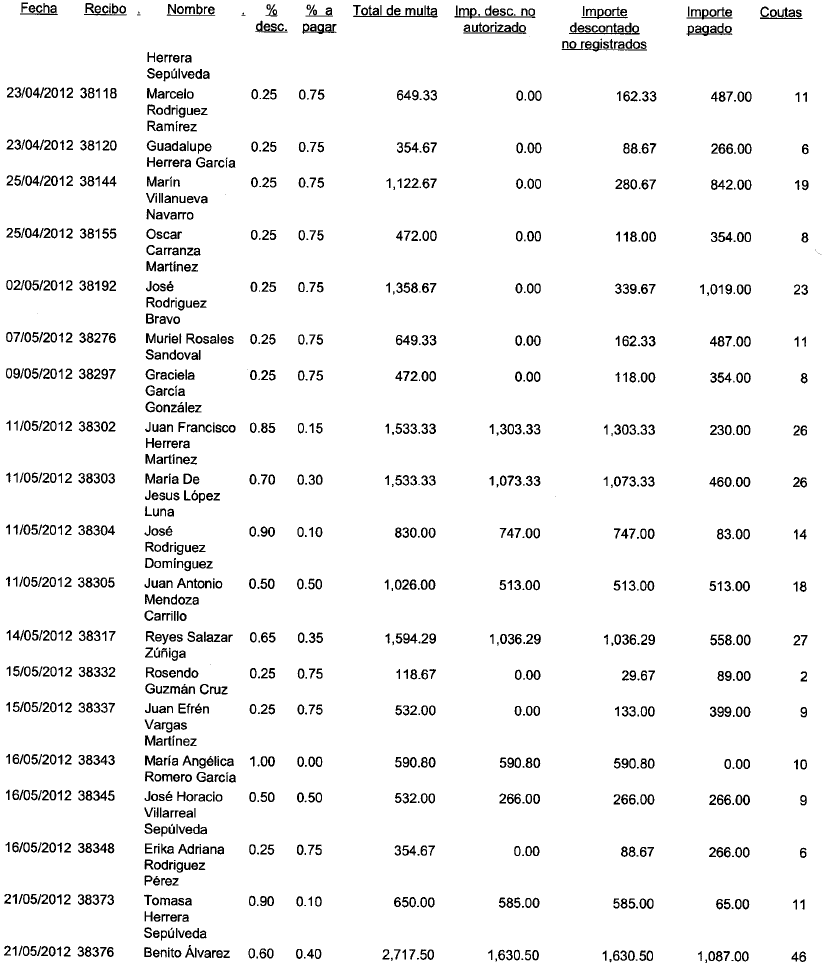 Fecha Recibo . Nombre . % % a Total de multa Imp. desc. no Importe Importe Coutas
desc. pagar autorizado descontado pagado
no registrados
Herrera
Sepúlveda
23/04/2012 38118 Marcelo 0.25 0.75 649.33 0.00 162.33 487.00 11
Rodriguez
Ramírez
23/04/2012 38120 Guadalupe 0.25 0.75 354.67 0.00 88.67 266.00 6
Herrera García
25/04/2012 38144 Marín 0.25 0.75 1,122.67 0.00 280.67 842.00 19
Villanueva
Navarro
25/04/2012 38155 Oscar 0.25 0.75 472.00 0.00 118.00 354.00 8
Carranza
Martínez
02/05/2012 38192 José 0.25 0.75 1,358.67 0.00 339.67 1,019.00 23
Rodriguez
Bravo
07/05/2012 38276 Muriel Rosales 0.25 0.75 649.33 0.00 162.33 487.00 11
Sandoval
09/05/2012 38297 Graciela 0.25 0.75 472.00 0.00 118.00 354.00 8
García
González
11/05/2012 38302 Juan Francisco 0.85 0.15 1,533.33 1,303.33 1,303.33 230.00 26
Herrera
Martínez
11/05/2012 38303 María De 0.70 0.30 1,533.33 1,073.33 1,073.33 460.00 26
Jesus López
Luna
11/05/2012 38304 José 0.90 0.10 830.00 747.00 747.00 83.00 14
Rodriguez
Domínguez
11/05/2012 38305 Juan Antonio 0.50 0.50 1,026.00 513.00 513.00 513.00 18
Mendoza
Carrillo
14/05/2012 38317 Reyes Salazar 0.65 0.35 1,594.29 1,036.29 1,036.29 558.00 27
Zúñiga
15/05/2012 38332 Rosendo 0.25 0.75 118.67 0.00 29.67 89.00 2
Guzmán Cruz
15/05/2012 38337 Juan Efrén 0.25 0.75 532.00 0.00 133.00 399.00 9
Vargas
Martínez
16/05/2012 38343 María Angélica 1.00 0.00 590.80 590.80 590.80 0.00 10
Romero García
16/05/2012 38345 José Horacio 0.50 0.50 532.00 266.00 266.00 266.00 9
Villarreal
Sepúlveda
16/05/2012 38348 Erika Adriana 0.25 0.75 354.67 0.00 88.67 266.00 6
Rodriguez
Pérez
21/05/2012 38373 Tomasa 0.90 0.10 650.00 585.00 585.00 65.00 11
Herrera
Sepúlveda
21/05/2012 38376 Benito Álvarez 0.60 0.40 2,717.50 1,630.50 1,630.50 1,087.00 46